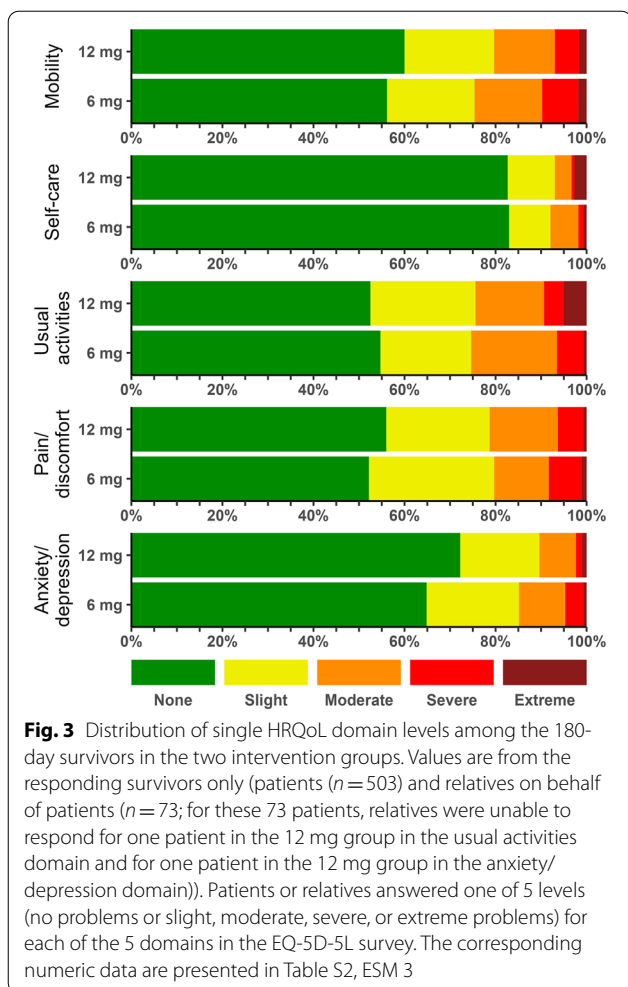 Mobility
12 mg
6 mg
0% 20% 40% 60% 80% 100%
Self-care
12 mg
6 mg
0% 20% 40% 60% 80% 100%
Usual
activities
12 mg
6 mg
0% 20% 40% 60% 80% 100%
Pain/
discomfort
12 mg
6 mg
0% 20% 40% 60% 80% 100%
Anxiety/
depression
12 mg
6 mg
0% 20% 40% 60% 80% 100%
None Slight Moderate Severe Extreme
Fig. 3 Distribution of single HRQoL domain levels among the 180-
day survivors in the two intervention groups. Values are from the
responding survivors only (patients (n = 503) and relatives on behalf
of patients (n = 73; for these 73 patients, relatives were unable to
respond for one patient in the 12 mg group in the usual activities
domain and for one patient in the 12 mg group in the anxiety/
depression domain)). Patients or relatives answered one of 5 levels
(no problems or slight, moderate, severe, or extreme problems) for
each of the 5 domains in the EQ-5D-5L survey. The corresponding
numeric data are presented in Table S2, ESM 3